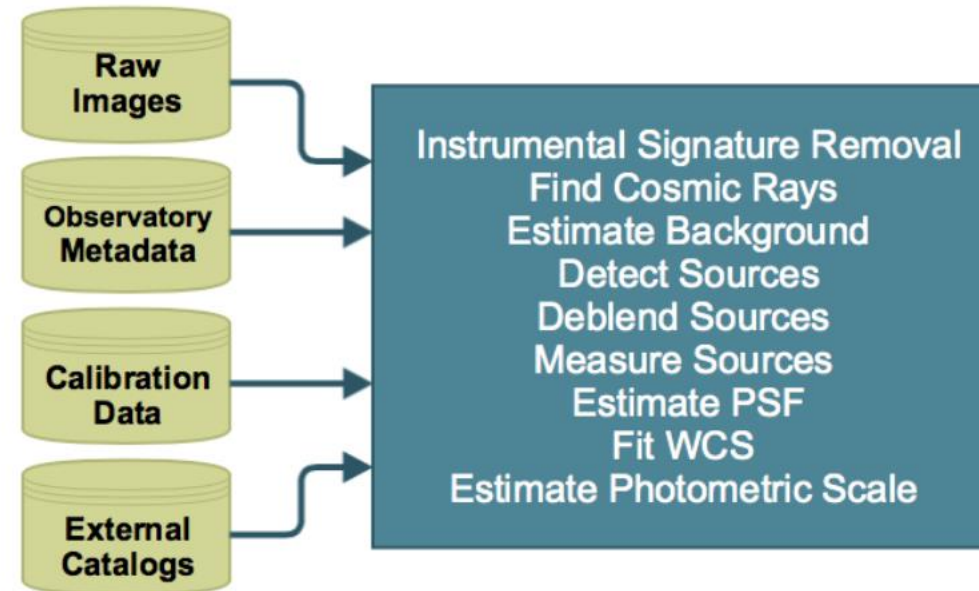 Raw
Images
Observatory
Metadata
Calibration
Data
External
Catalogs
Instrumental Signature Removal
Find Cosmic Rays
Estimate Background
Detect Sources
Deblend Sources
Measure Sources
Estimate PSF
Fit WCS
Estimate Photometric Scale